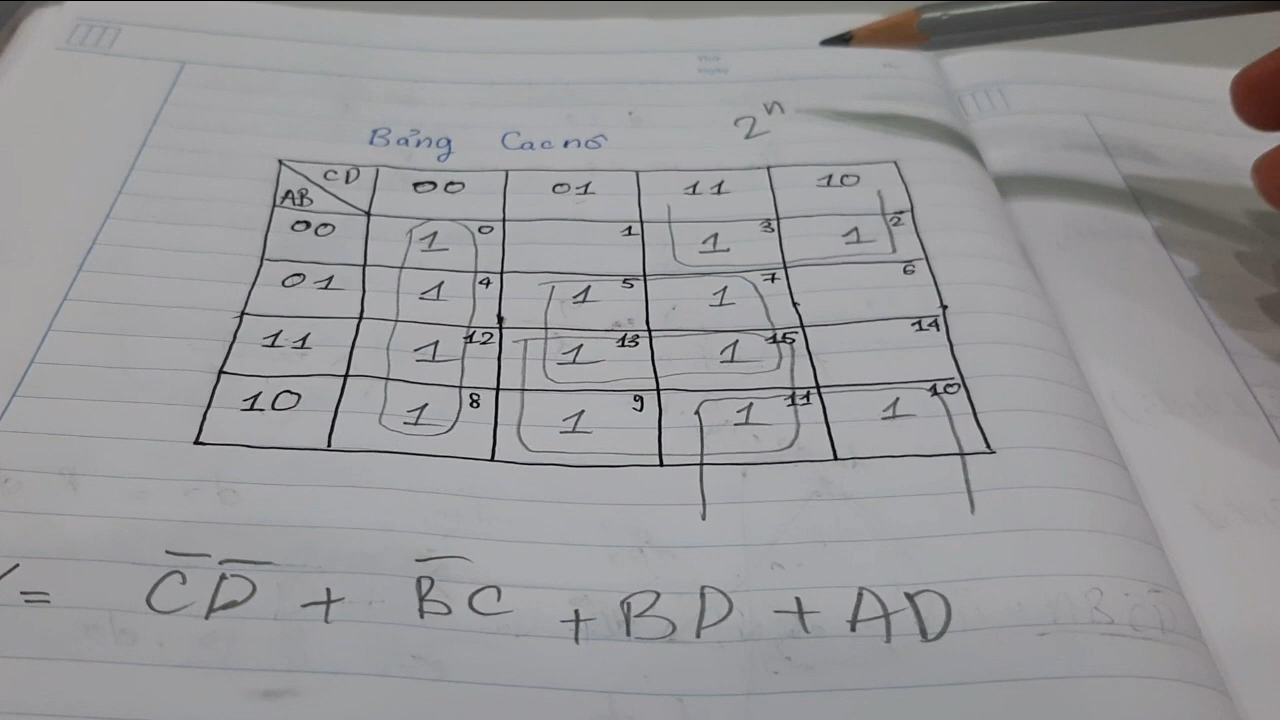 2ⁿ
Bảng Cacnô
CD 00 01 11 10
AB
00 1 0 1 1 3 1 2
01 1 4 1 5 1 7 6
11 1 12 1 13 1 15 14
10 1 8 1 9 1 11 1 10
= C̅D̅ + B̅C + BD + AD